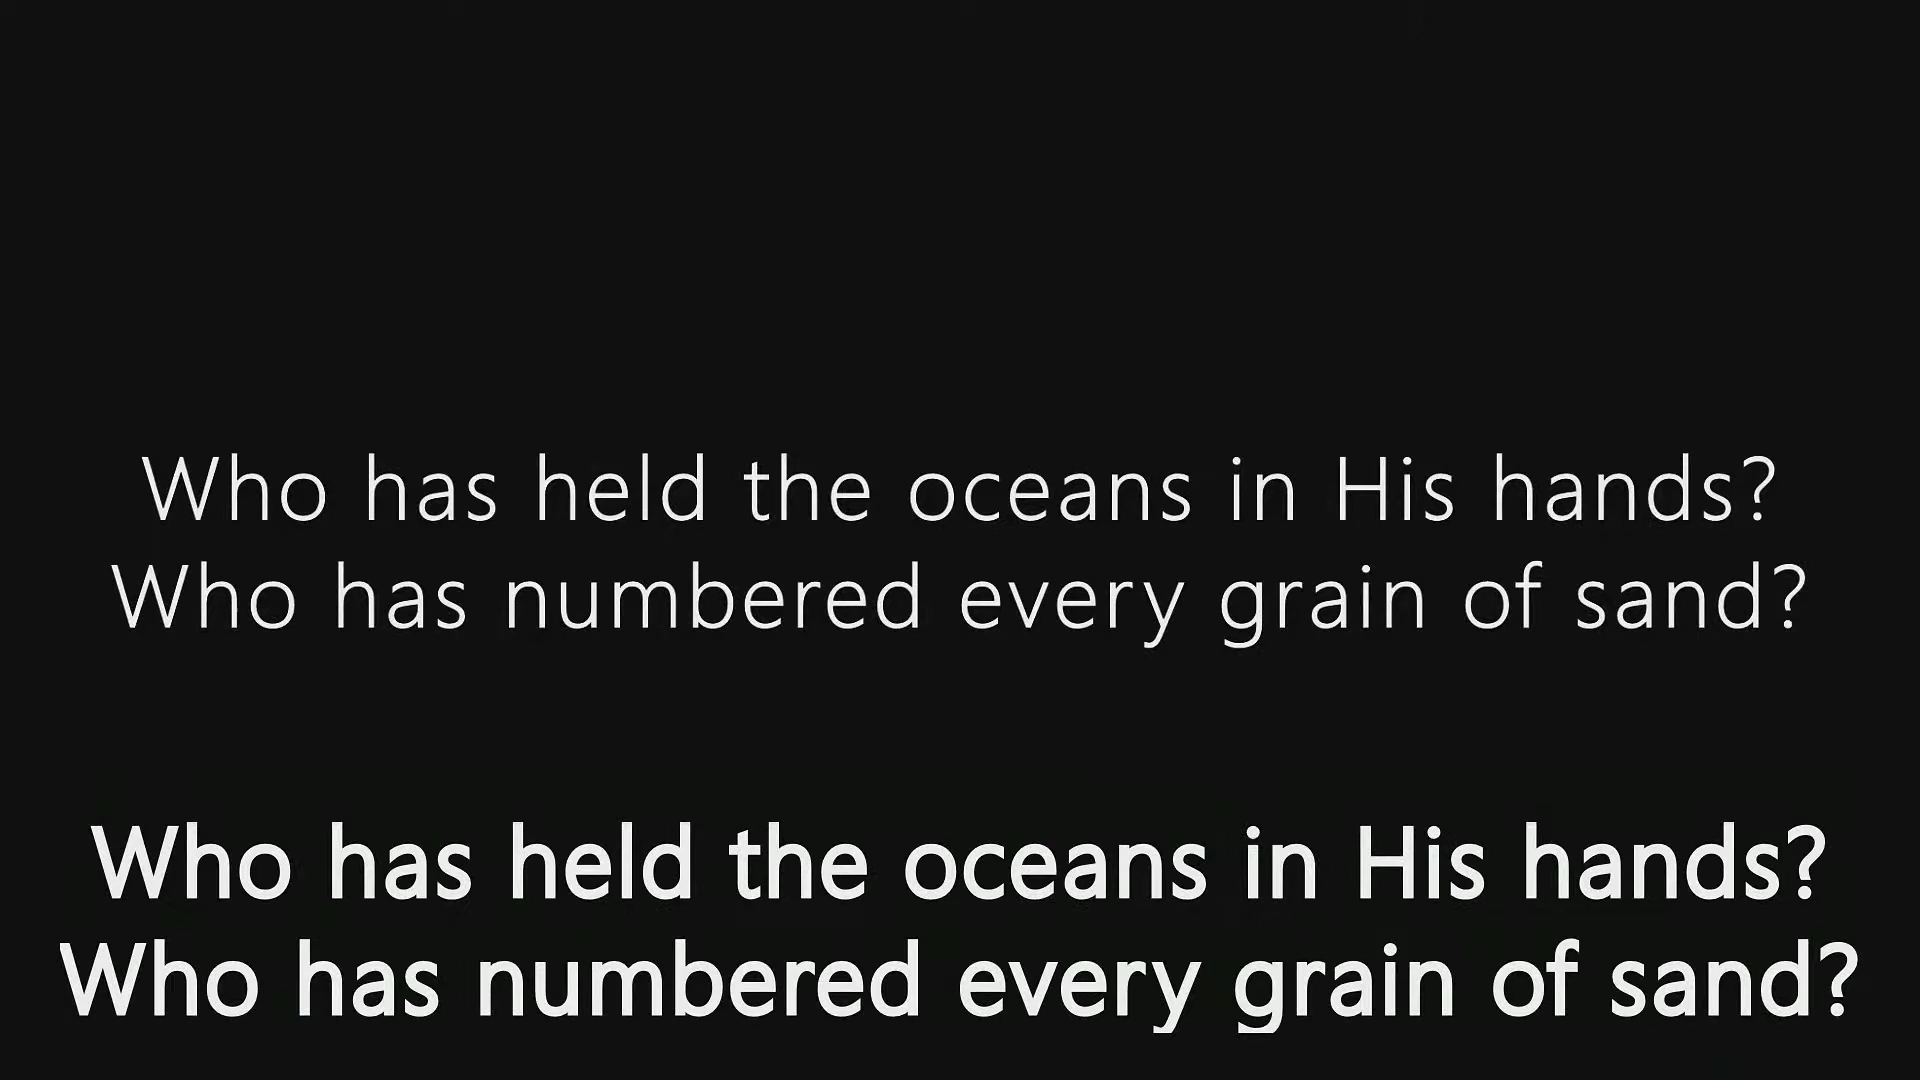 Who has held the oceans in His hands?
Who has numbered every grain of sand?
Who has held the oceans in His hands?
Who has numbered every grain of sand?